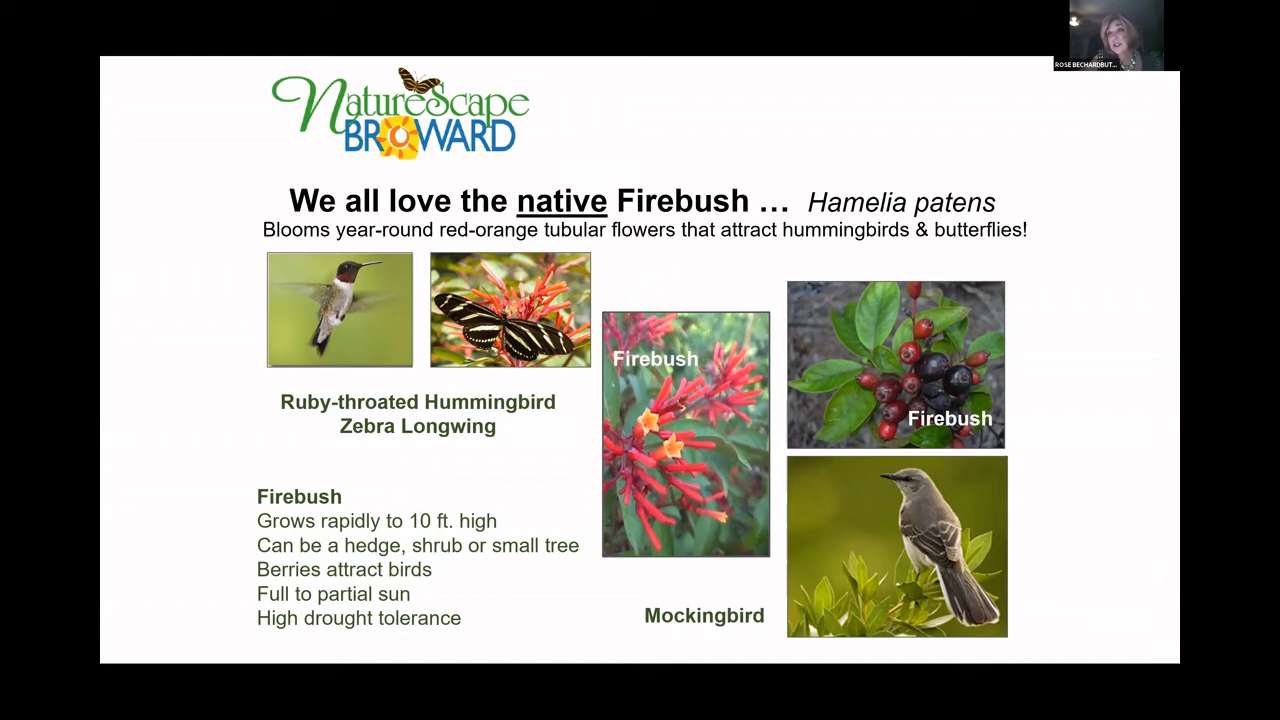 ROSE BECHARDBUT...
NatureScape
BROWARD
We all love the native Firebush … Hamelia patens
Blooms year-round red-orange tubular flowers that attract hummingbirds & butterflies!
Firebush
Firebush
Ruby-throated Hummingbird
Zebra Longwing
Firebush
Grows rapidly to 10 ft. high
Can be a hedge, shrub or small tree
Berries attract birds
Full to partial sun
High drought tolerance
Mockingbird